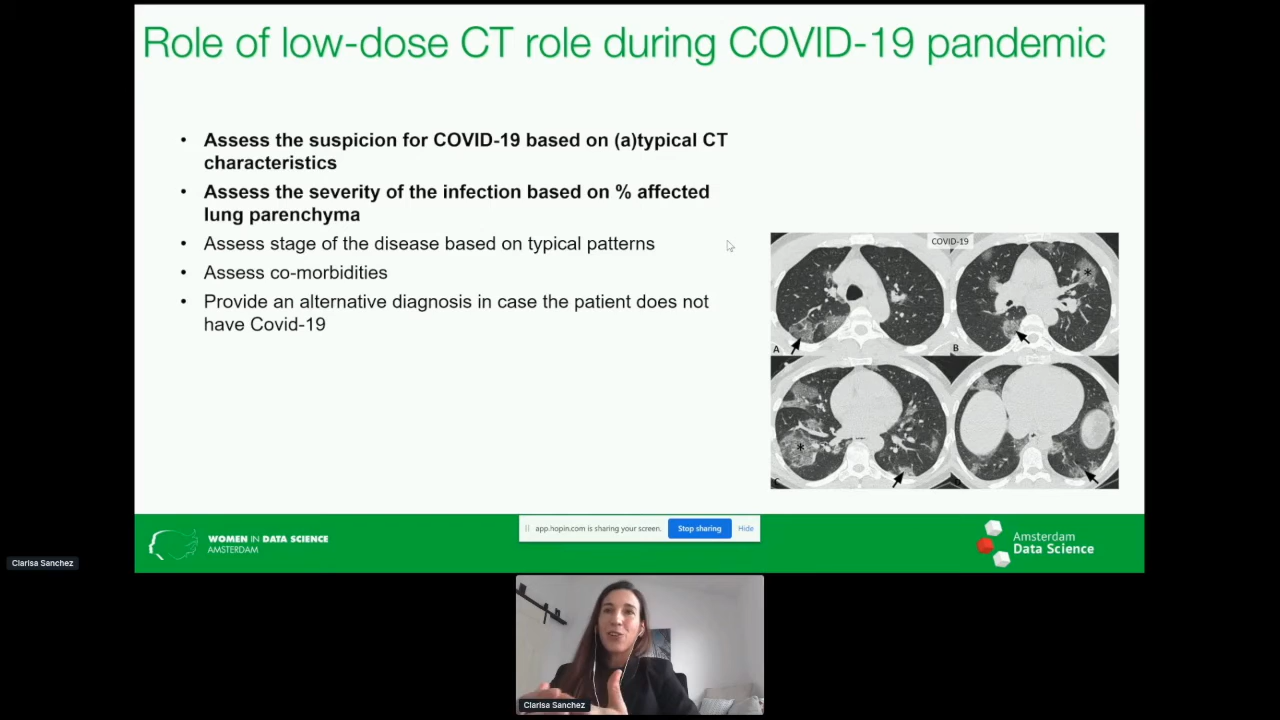 Role of low-dose CT role during COVID-19 pandemic
• Assess the suspicion for COVID-19 based on (a)typical CT
characteristics
• Assess the severity of the infection based on % affected
lung parenchyma
• Assess stage of the disease based on typical patterns
• Assess co-morbidities
• Provide an alternative diagnosis in case the patient does not
have Covid-19
COVID-19
*
A
B
*
C
D
WOMEN IN DATA SCIENCE
AMSTERDAM
app.hopin.com is sharing your screen.
Stop sharing
Hide
Amsterdam
Data Science
Clarisa Sanchez
Clarisa Sanchez